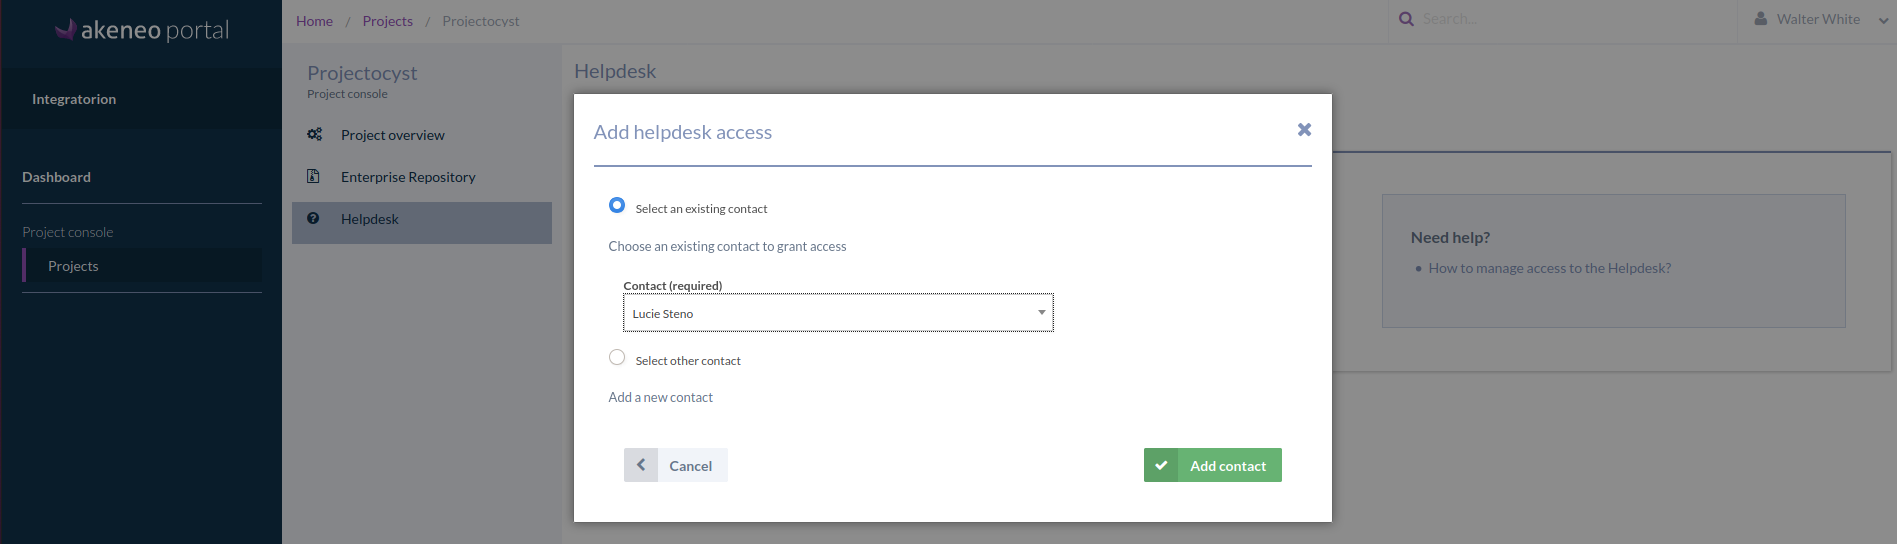 akeneo portal
Home / Projects / Projectocyst
Search...
Walter White
Integratorion
Dashboard
Project console
Projects
Projectocyst
Project console
Project overview
Enterprise Repository
Helpdesk
Helpdesk
Add helpdesk access
Select an existing contact
Choose an existing contact to grant access
Contact (required)
Lucie Steno
Select other contact
Add a new contact
Cancel
Add contact
Need help?
How to manage access to the Helpdesk?